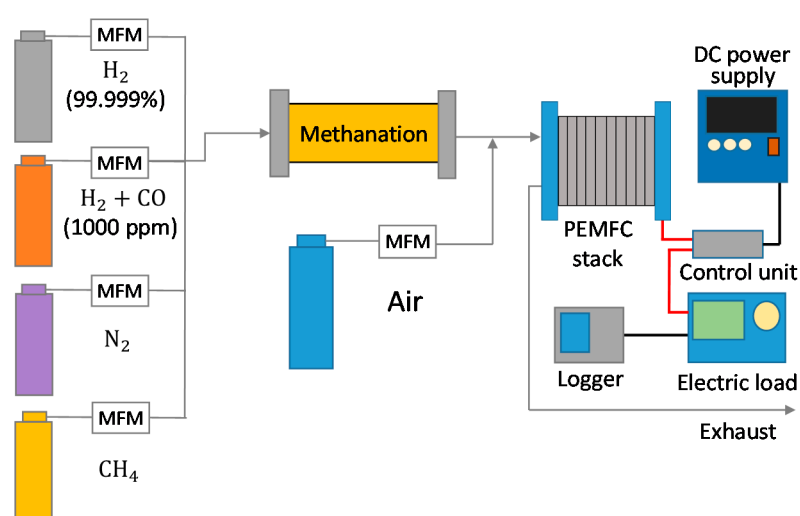 MFM
H₂
(99.999%)
MFM
H₂ + CO
(1000 ppm)
MFM
N₂
MFM
CH₄
Methanation
MFM
Air
PEMFC
stack
DC power
supply
Control unit
Logger
Electric load
Exhaust